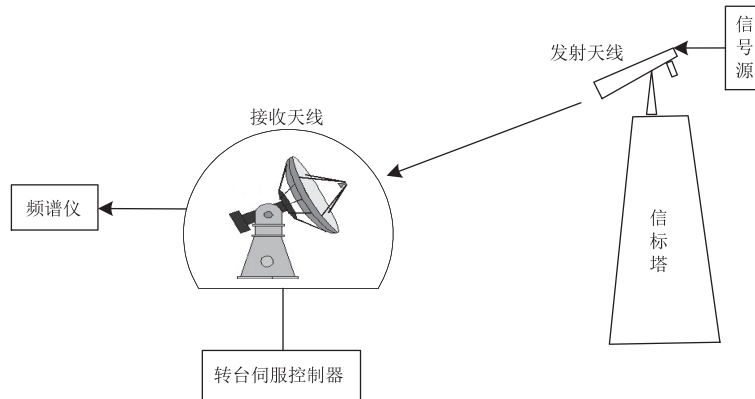 信号源
发射天线
接收天线
频谱仪
信标塔
转台伺服控制器